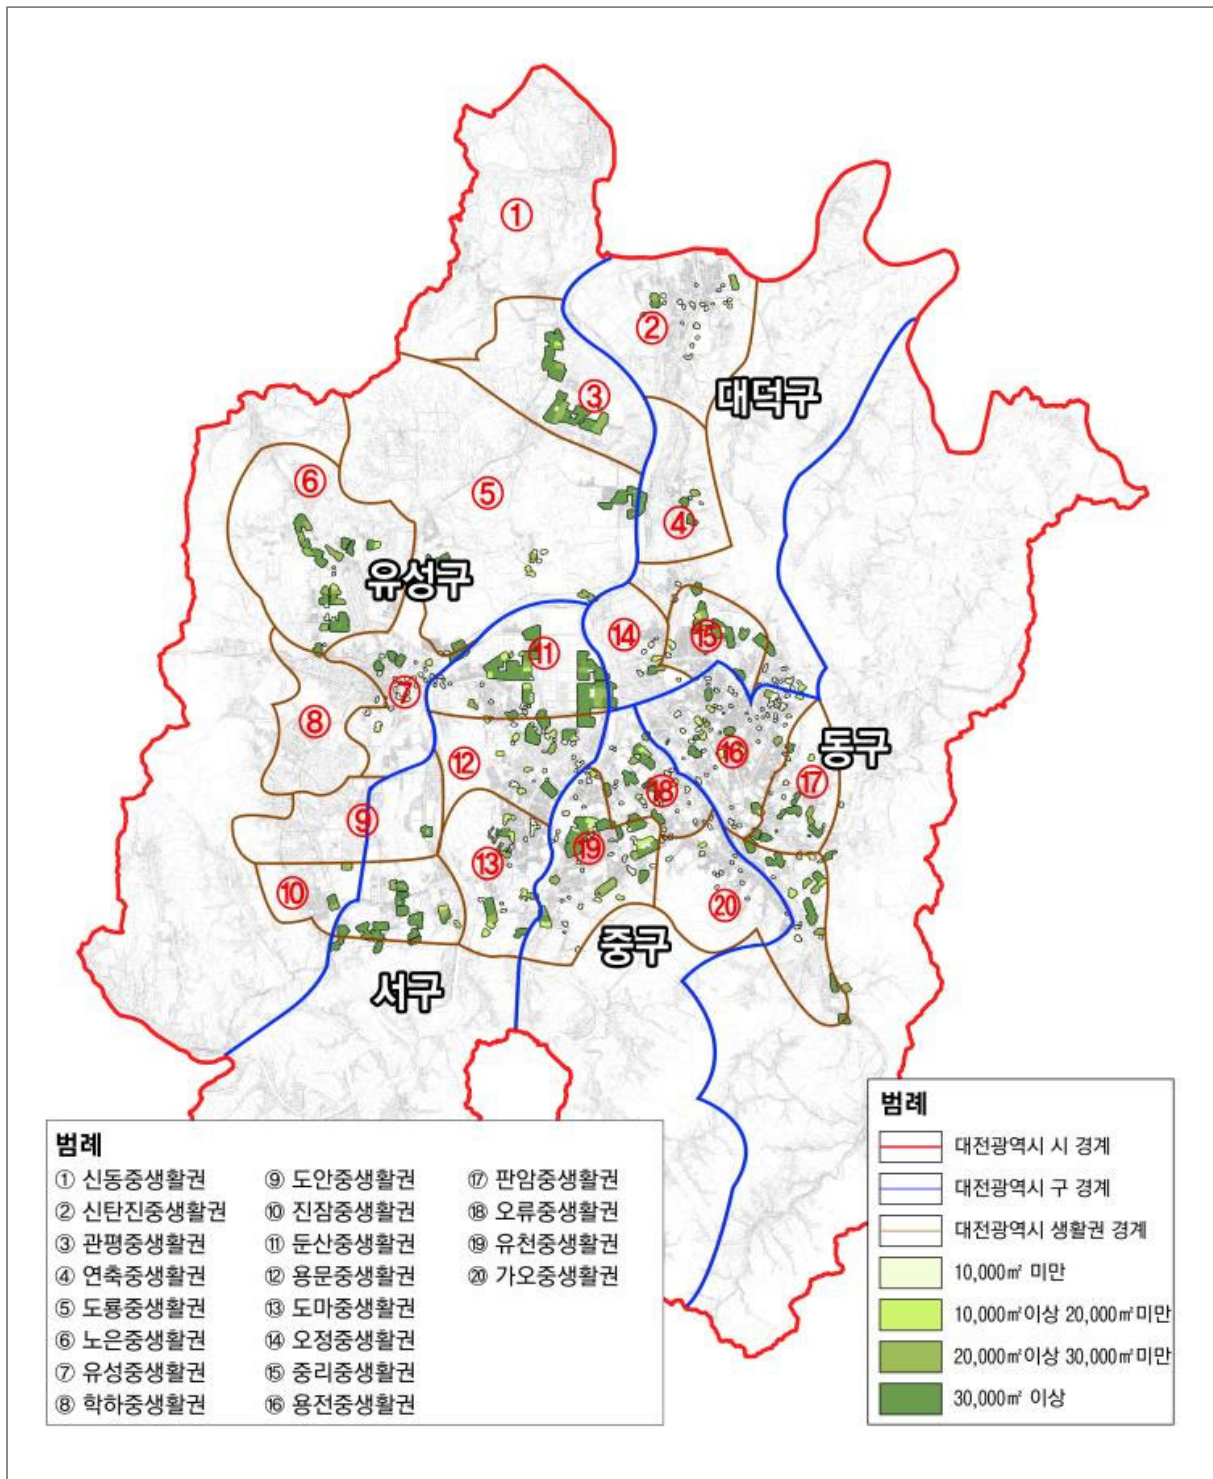 ①
②
대덕구
③
⑥
⑤
④
유성구
⑭
⑮
⑪
⑦
⑧
⑯
동구
⑫
⑰
⑱
⑨
⑲
⑬
⑩
⑳
중구
서구
범례
① 신동중생활권
② 신탄진중생활권
③ 관평중생활권
④ 연축중생활권
⑤ 도룡중생활권
⑥ 노은중생활권
⑦ 유성중생활권
⑧ 학하중생활권
⑨ 도안중생활권
⑩ 진잠중생활권
⑪ 둔산중생활권
⑫ 용문중생활권
⑬ 도마중생활권
⑭ 오정중생활권
⑮ 중리중생활권
⑯ 용전중생활권
⑰ 판암중생활권
⑱ 오류중생활권
⑲ 유천중생활권
⑳ 가오중생활권
범례
대전광역시 시 경계
대전광역시 구 경계
대전광역시 생활권 경계
10,000㎡ 미만
10,000㎡이상 20,000㎡미만
20,000㎡이상 30,000㎡미만
30,000㎡ 이상